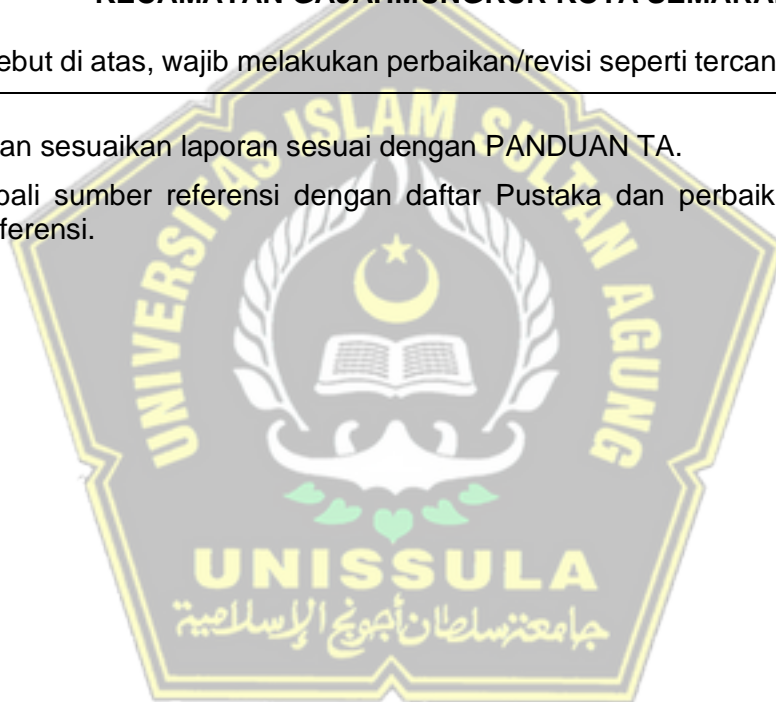 KECAMATAN GAJAHMUNGKUR KOTA SEMARA
ebut di atas, wajib melakukan perbaikan/revisi seperti tercan
an sesuaikan laporan sesuai dengan PANDUAN TA.
bali sumber referensi dengan daftar Pustaka dan perbaik
ferensi.
UNIVERSITAS ISLAM SULTAN AGUNG
UNISSULA
جامعة سلطان أجونج الإسلامية